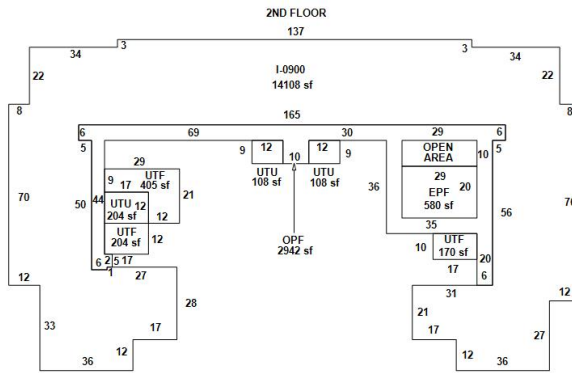 2ND FLOOR
137
3 3
34 34
22 I-0900 22
14108 sf
8 8
165
6 6
5 69 30 29 5
9 12 10 12 9 OPEN AREA 10
29 UTU 108 sf UTU 108 sf 29
9 UTF 405 sf EPF 20
17 580 sf
70 50 44 UTU 12 21 36 56
204 sf 12
UTF 12 35
204 sf OPF 10 UTF
2942 sf 170 sf 20
2 5 17 17
6 1 27 6
12 31 12
28 21
33 27
17 17
12 12
36 36